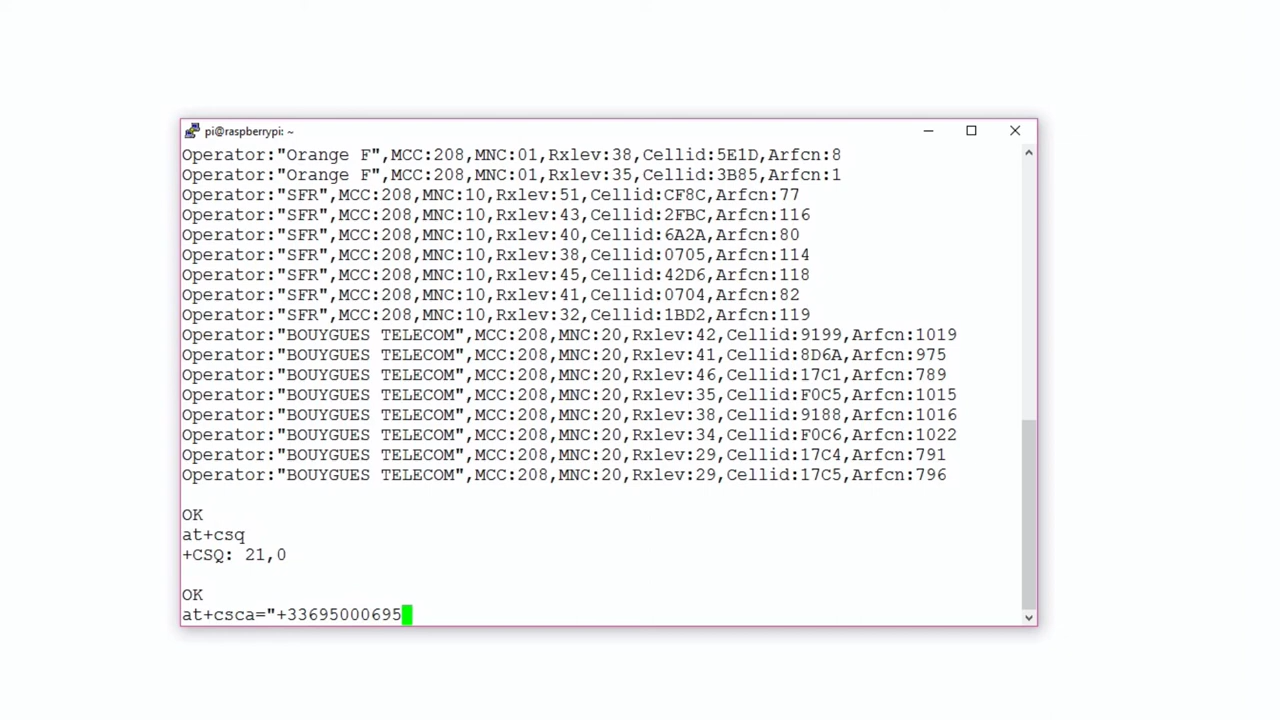 pi@raspberrypi: ~
Operator:"Orange F",MCC:208,MNC:01,Rxlev:38,Cellid:5E1D,Arfcn:8
Operator:"Orange F",MCC:208,MNC:01,Rxlev:35,Cellid:3B85,Arfcn:1
Operator:"SFR",MCC:208,MNC:10,Rxlev:51,Cellid:CF8C,Arfcn:77
Operator:"SFR",MCC:208,MNC:10,Rxlev:43,Cellid:2FBC,Arfcn:116
Operator:"SFR",MCC:208,MNC:10,Rxlev:40,Cellid:6A2A,Arfcn:80
Operator:"SFR",MCC:208,MNC:10,Rxlev:38,Cellid:0705,Arfcn:114
Operator:"SFR",MCC:208,MNC:10,Rxlev:45,Cellid:42D6,Arfcn:118
Operator:"SFR",MCC:208,MNC:10,Rxlev:41,Cellid:0704,Arfcn:82
Operator:"SFR",MCC:208,MNC:10,Rxlev:32,Cellid:1BD2,Arfcn:119
Operator:"BOUYGUES TELECOM",MCC:208,MNC:20,Rxlev:42,Cellid:9199,Arfcn:1019
Operator:"BOUYGUES TELECOM",MCC:208,MNC:20,Rxlev:41,Cellid:8D6A,Arfcn:975
Operator:"BOUYGUES TELECOM",MCC:208,MNC:20,Rxlev:46,Cellid:17C1,Arfcn:789
Operator:"BOUYGUES TELECOM",MCC:208,MNC:20,Rxlev:35,Cellid:F0C5,Arfcn:1015
Operator:"BOUYGUES TELECOM",MCC:208,MNC:20,Rxlev:38,Cellid:9188,Arfcn:1016
Operator:"BOUYGUES TELECOM",MCC:208,MNC:20,Rxlev:34,Cellid:F0C6,Arfcn:1022
Operator:"BOUYGUES TELECOM",MCC:208,MNC:20,Rxlev:29,Cellid:17C4,Arfcn:791
Operator:"BOUYGUES TELECOM",MCC:208,MNC:20,Rxlev:29,Cellid:17C5,Arfcn:796
OK
at+csq
+CSQ: 21,0
OK
at+csca="+33695000695